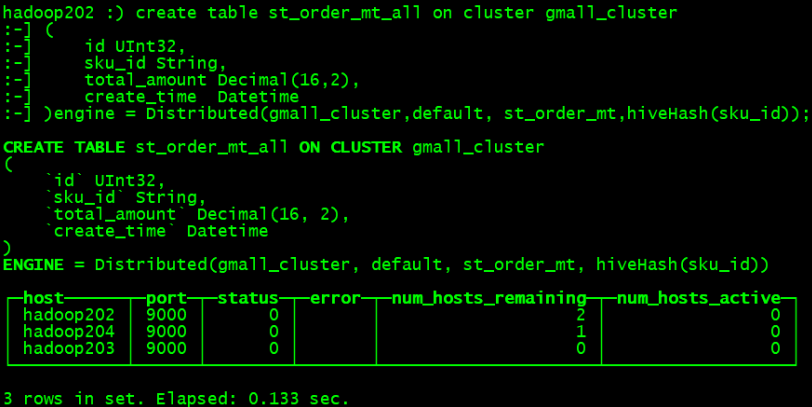 hadoop202 :) create table st_order_mt_all on cluster gmall_cluster
:-] (
:-]     id UInt32,
:-]     sku_id String,
:-]     total_amount Decimal(16,2),
:-]     create_time  Datetime
:-] )engine = Distributed(gmall_cluster,default, st_order_mt,hiveHash(sku_id));
CREATE TABLE st_order_mt_all ON CLUSTER gmall_cluster
(
    `id` UInt32,
    `sku_id` String,
    `total_amount` Decimal(16, 2),
    `create_time` Datetime
)
ENGINE = Distributed(gmall_cluster, default, st_order_mt, hiveHash(sku_id))
┌─host──────┬─port─┬─status─┬─error─┬─num_hosts_remaining─┬─num_hosts_active─┐
│ hadoop202 │ 9000 │      0 │       │                   2 │                0 │
│ hadoop204 │ 9000 │      0 │       │                   1 │                0 │
│ hadoop203 │ 9000 │      0 │       │                   0 │                0 │
└───────────┴──────┴────────┴───────┴─────────────────────┴──────────────────┘
3 rows in set. Elapsed: 0.133 sec.